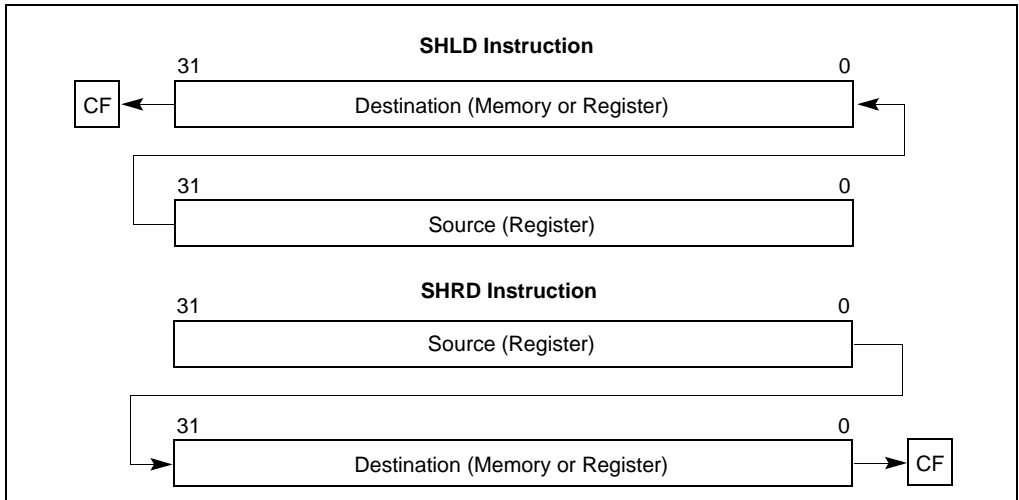 SHLD Instruction
31 0
CF Destination (Memory or Register)
31 0
Source (Register)
SHRD Instruction
31 0
Source (Register)
31 0
Destination (Memory or Register) CF